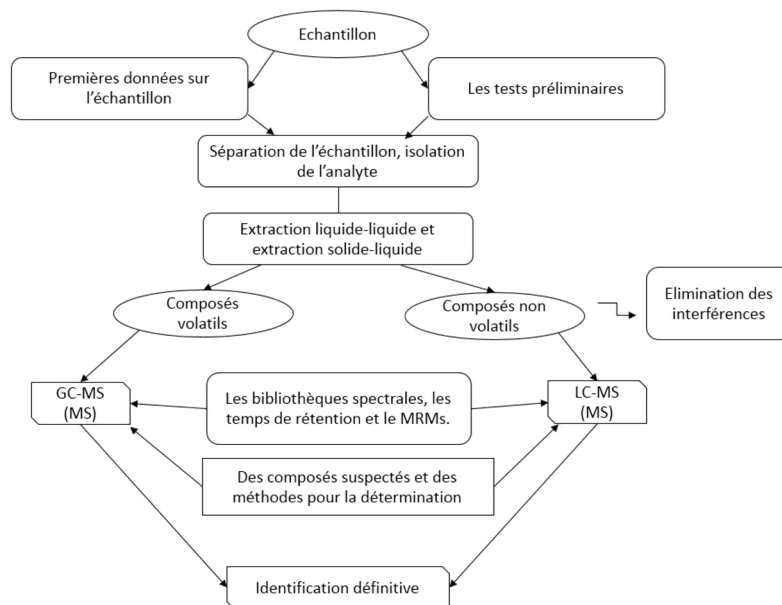 Echantillon
Premières données sur
l'échantillon
Les tests préliminaires
Séparation de l'échantillon, isolation
de l'analyte
Extraction liquide-liquide et
extraction solide-liquide
Composés
volatils
Composés non
volatils
Elimination des
interférences
GC-MS
(MS)
Les bibliothèques spectrales, les
temps de rétention et le MRMs.
LC-MS
(MS)
Des composés suspectés et des
méthodes pour la détermination
Identification définitive